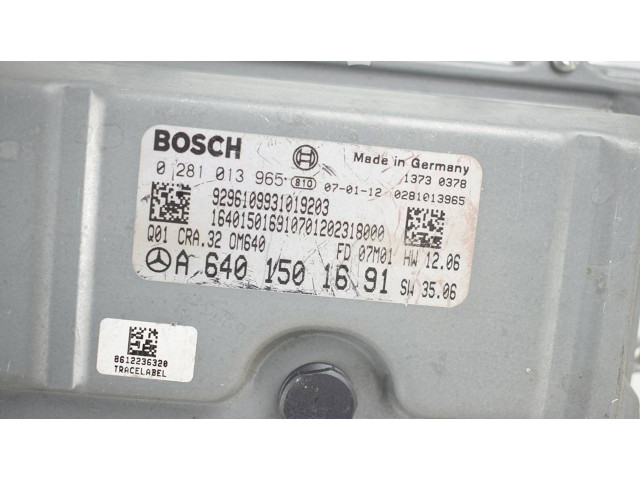 BOSCH
Made in Germany
0 281 013 965 810 07-01-12 1373 0378
0281013965
9296109931019203
164015016910701202318000
Q01 CRA.32 OM640 FD 07M01 HW 12.06
A 640 150 16 91 SW 35.06
8612236320
TRACELABEL